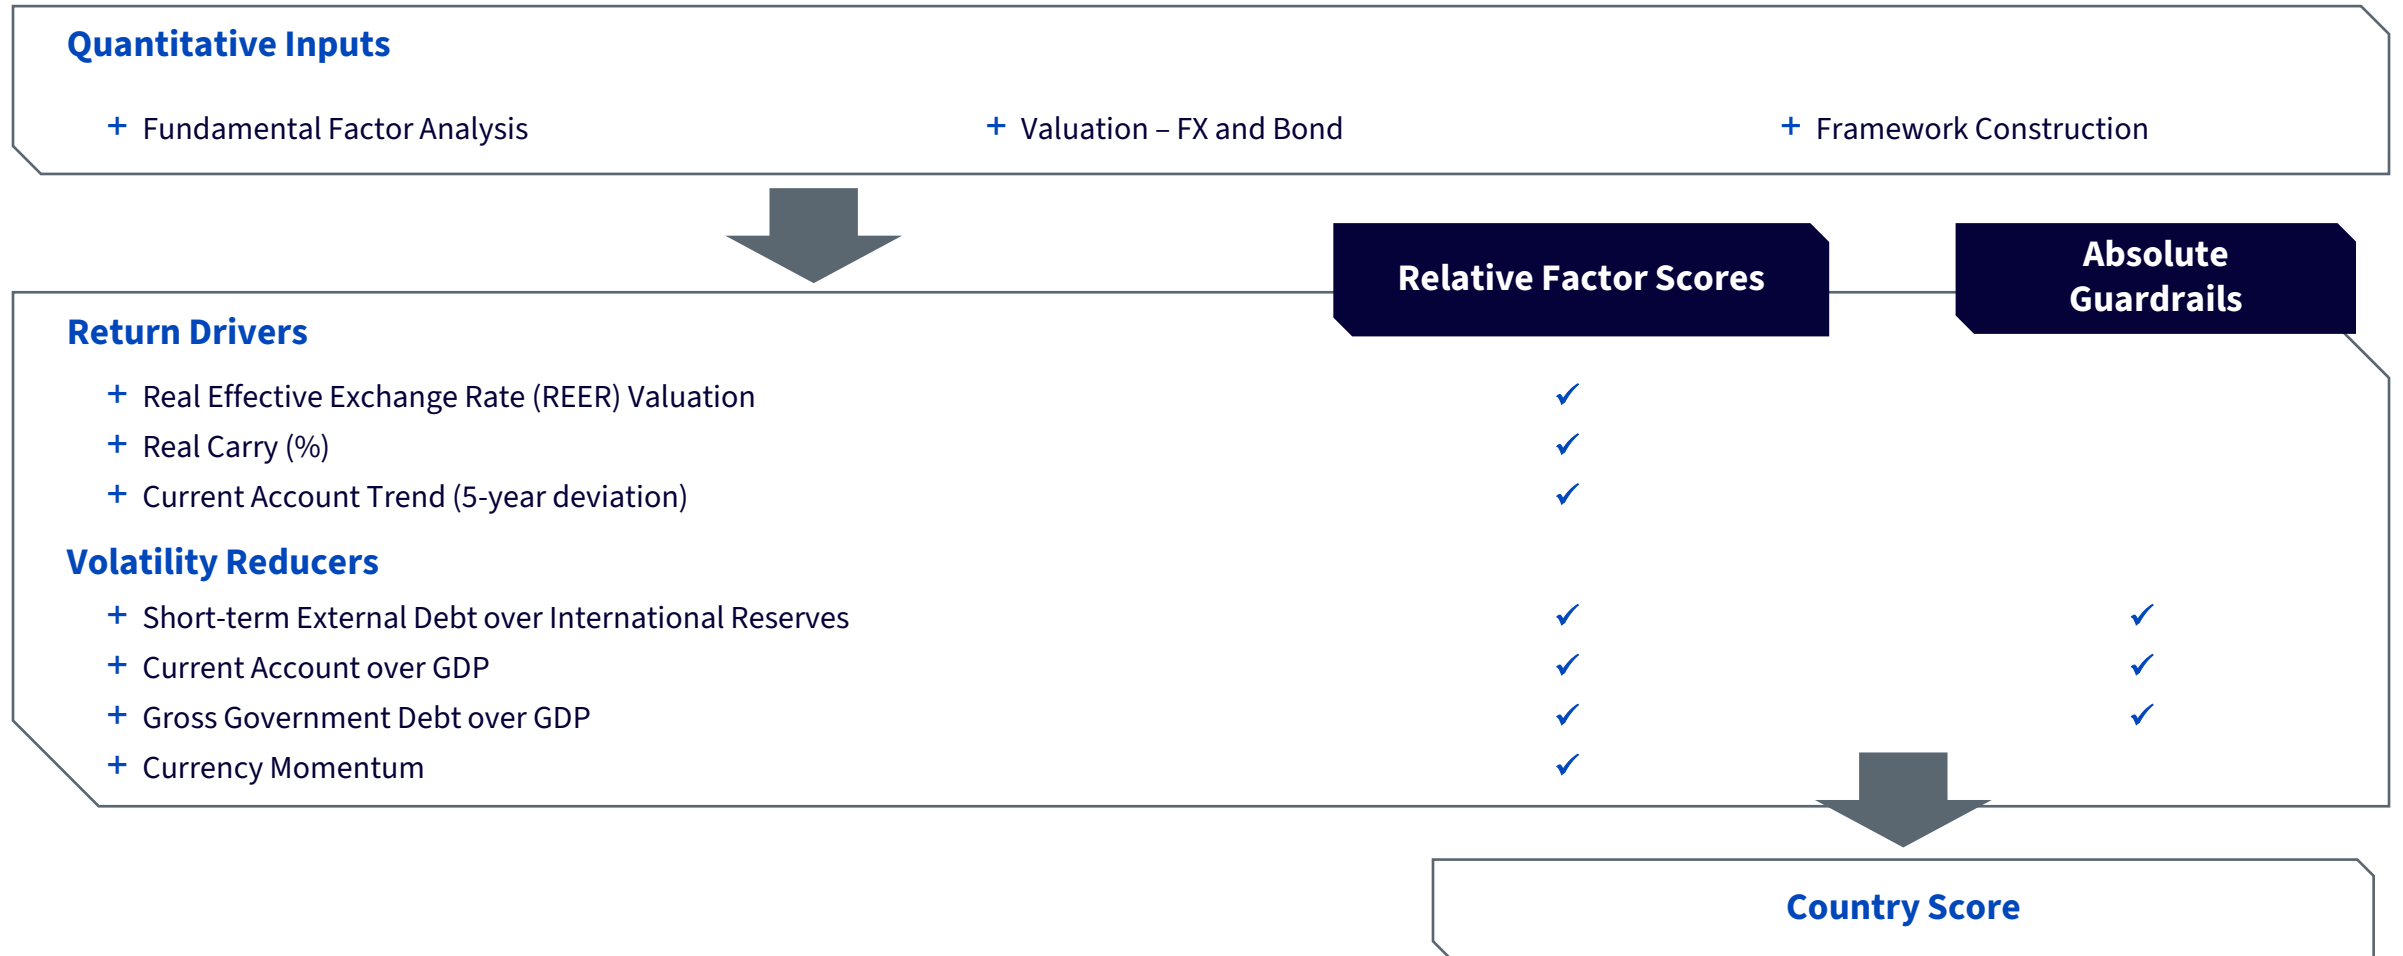 Quantitative Inputs
+ Fundamental Factor Analysis
+ Valuation – FX and Bond
+ Framework Construction
Relative Factor Scores
Absolute
Guardrails
Return Drivers
+ Real Effective Exchange Rate (REER) Valuation ✓
+ Real Carry (%) ✓
+ Current Account Trend (5-year deviation) ✓
Volatility Reducers
+ Short-term External Debt over International Reserves ✓ ✓
+ Current Account over GDP ✓ ✓
+ Gross Government Debt over GDP ✓ ✓
+ Currency Momentum ✓
Country Score